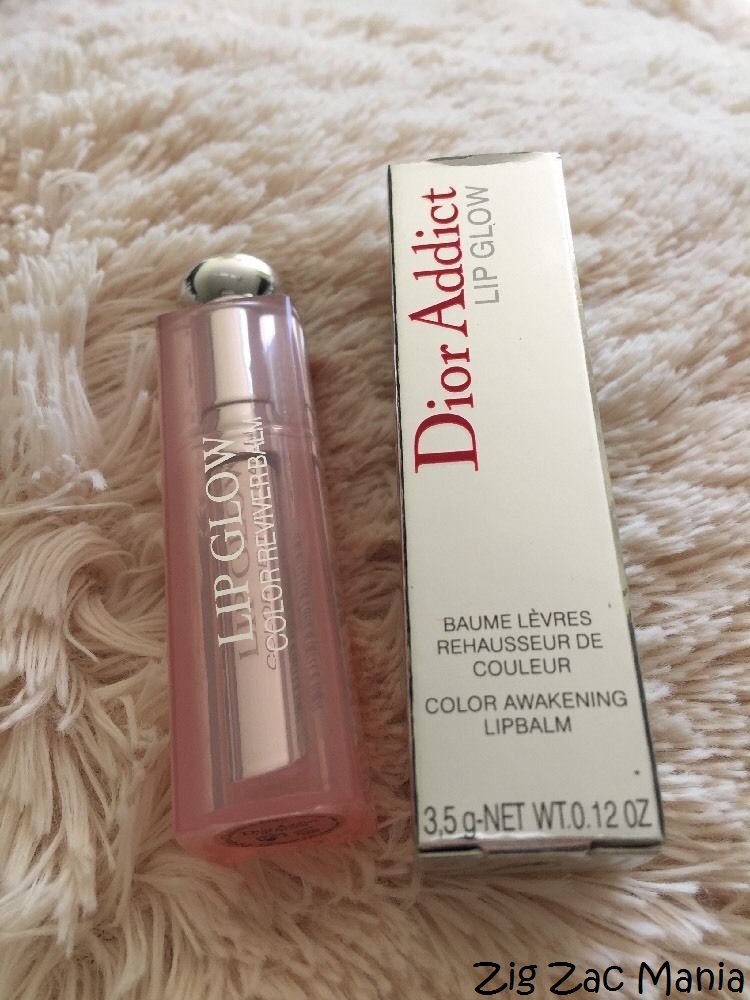 LIP GLOW
COLOR REVIVER BALM
Dior Addict
LIP GLOW
BAUME LÈVRES
REHAUSSEUR DE
COULEUR
COLOR AWAKENING
LIPBALM
3,5 g-NET WT.0.12 OZ
Zig Zac Mania